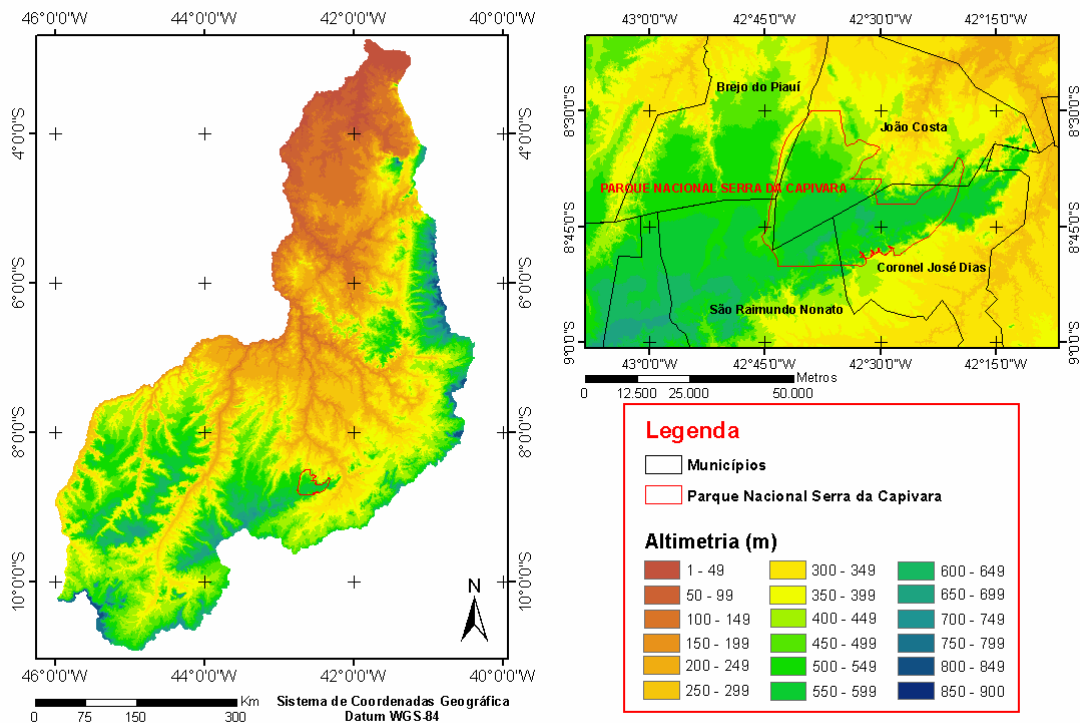 46°0'0"W 44°0'0"W 42°0'0"W 40°0'0"W
4°0'0"S
6°0'0"S
8°0'0"S
10°0'0"S
4°0'0"S
6°0'0"S
8°0'0"S
10°0'0"S
N
46°0'0"W 44°0'0"W 42°0'0"W 40°0'0"W
Km
0 75 150 300
Sistema de Coordenadas Geográfica
Datum WGS-84
43°0'0"W 42°45'0"W 42°30'0"W 42°15'0"W
8°30'0"S
8°45'0"S
9°0'0"S
8°30'0"S
8°45'0"S
9°0'0"S
Brejo do Piauí
João Costa
PARQUE NACIONAL SERRA DA CAPIVARA
Coronel José Dias
São Raimundo Nonato
43°0'0"W 42°45'0"W 42°30'0"W 42°15'0"W
Metros
0 12.500 25.000 50.000
Legenda
Municípios
Parque Nacional Serra da Capivara
Altimetria (m)
1 - 49
50 - 99
100 - 149
150 - 199
200 - 249
250 - 299
300 - 349
350 - 399
400 - 449
450 - 499
500 - 549
550 - 599
600 - 649
650 - 699
700 - 749
750 - 799
800 - 849
850 - 900